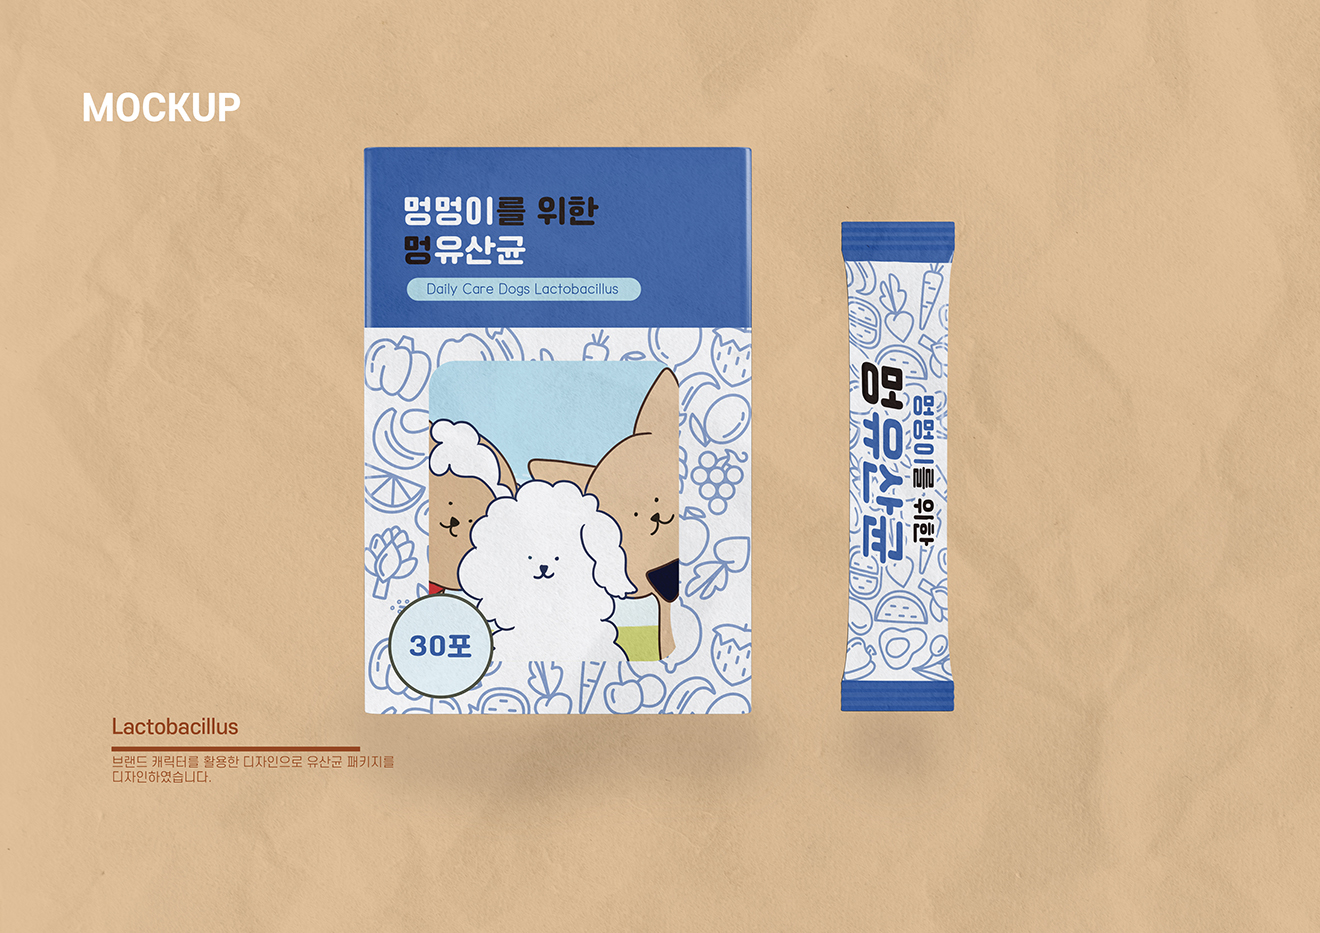 MOCKUP
멍멍이를 위한
멍유산균
Daily Care Dogs Lactobacillus
30포
멍멍이를 위한
멍유산균
Lactobacillus
브랜드 캐릭터를 활용한 디자인으로 유산균 패키지를
디자인하였습니다.